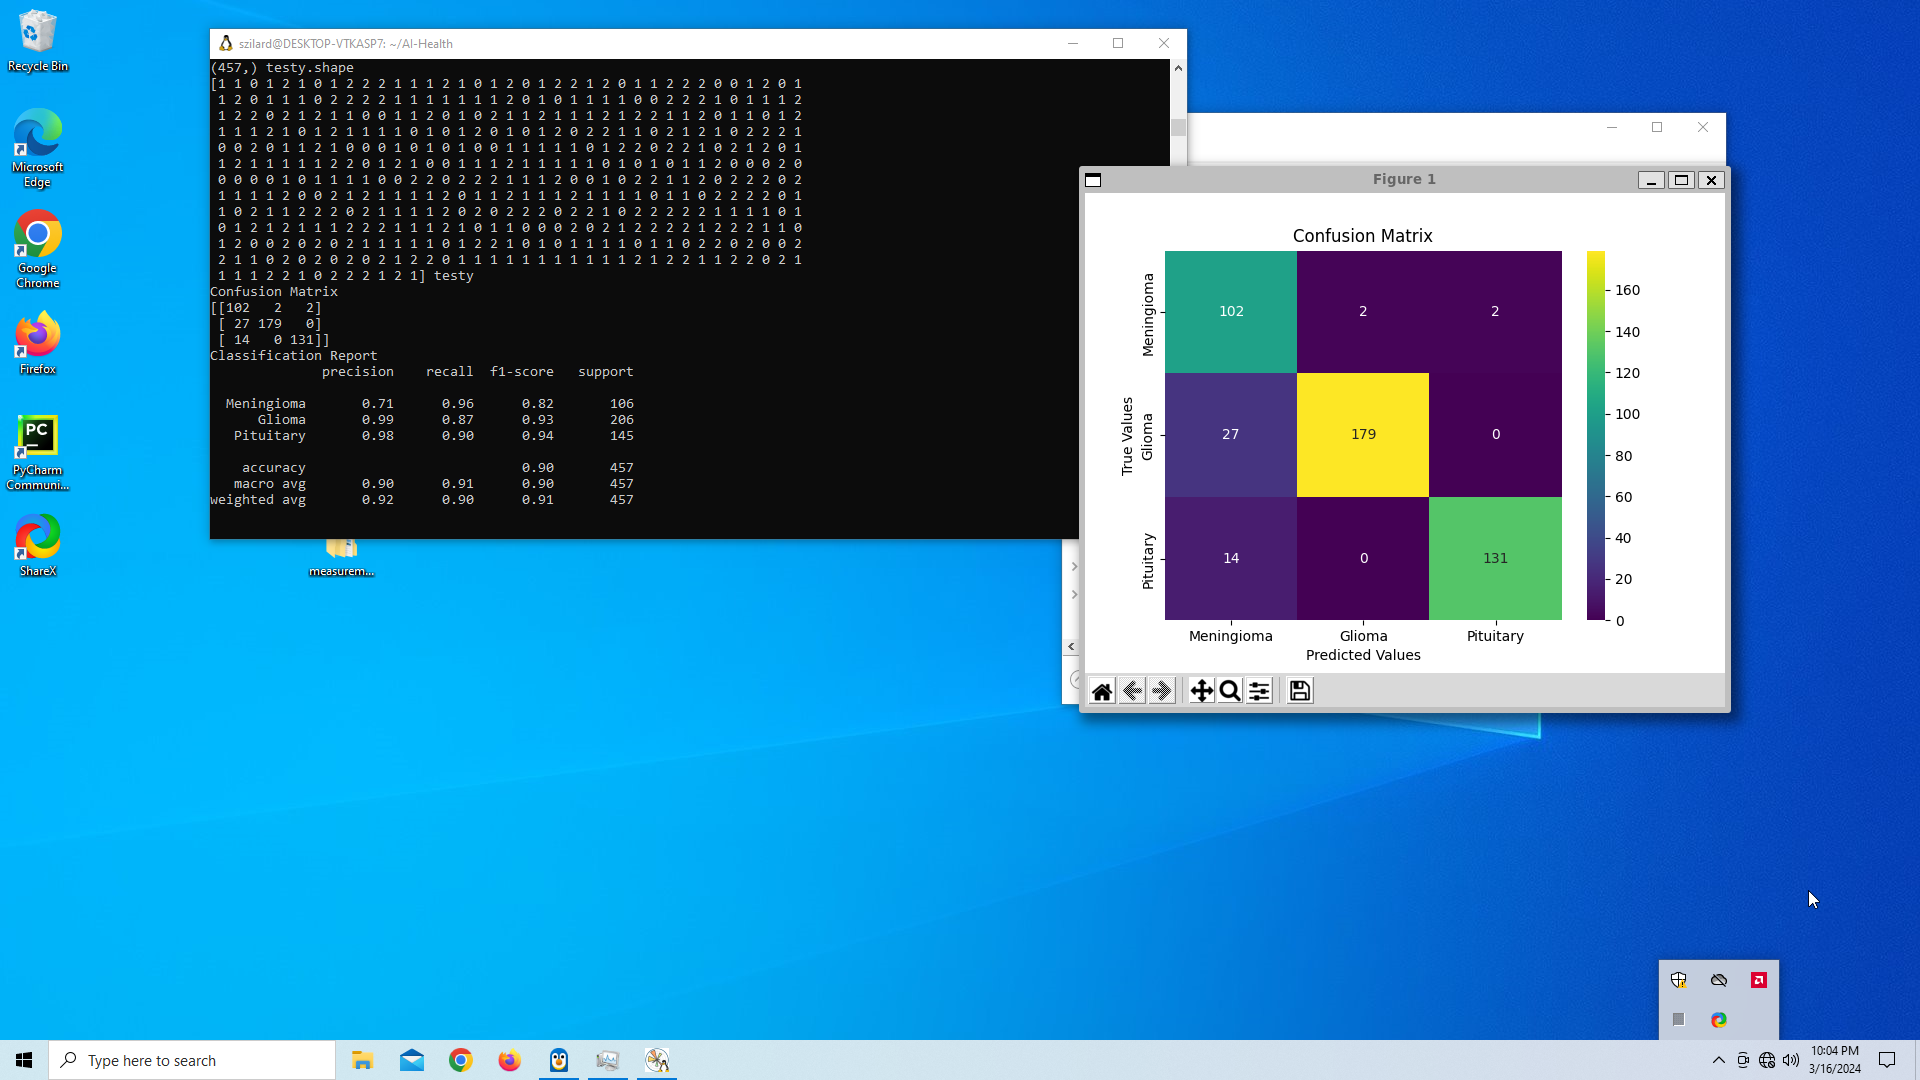 Recycle Bin
Microsoft
Edge
Google
Chrome
Firefox
PyCharm
Communi...
ShareX
measurem...
szilard@DESKTOP-VTKASP7: ~/AI-Health
(457,) testy.shape
[1 1 0 1 2 1 0 1 2 2 2 1 1 1 2 1 0 1 2 0 1 2 2 1 2 0 1 1 2 2 2 0 0 1 2 0 1
1 2 0 1 1 1 0 2 2 2 2 1 1 1 1 1 1 1 2 0 1 0 1 1 1 1 0 0 2 2 2 1 0 1 1 1 2
1 2 2 0 2 1 2 1 1 0 0 1 1 2 0 1 0 2 1 1 2 1 1 1 2 1 2 2 1 1 2 0 1 1 0 1 2
1 1 1 2 1 0 1 2 1 1 1 1 0 1 0 1 2 0 1 0 1 2 0 2 2 1 1 0 2 1 2 1 0 2 2 2 1
0 0 2 0 1 1 2 1 0 0 0 1 0 1 0 1 0 0 1 1 1 1 1 0 1 2 2 0 2 2 1 0 2 1 2 0 1
1 2 1 1 1 1 1 2 2 0 1 2 1 0 0 1 1 1 2 1 1 1 1 1 0 1 0 1 0 1 1 2 0 0 0 2 0
0 0 0 0 1 0 1 1 1 1 0 0 2 2 0 2 2 2 1 1 1 2 0 0 1 0 2 2 1 1 2 0 2 2 2 0 2
1 1 1 1 2 0 0 2 1 2 1 1 1 1 2 0 1 1 2 1 1 1 2 1 1 1 1 0 1 1 0 2 2 2 2 0 1
1 0 2 1 1 2 2 2 0 2 1 1 1 1 2 0 2 0 2 2 2 0 2 2 1 0 2 2 2 2 2 1 1 1 1 0 1
0 1 2 1 2 1 1 1 2 2 2 1 1 1 2 1 0 1 1 0 0 0 2 0 2 1 2 2 2 2 1 2 2 2 1 1 0
1 2 0 0 2 0 2 0 2 1 1 1 1 1 0 1 2 2 1 0 1 0 1 1 1 1 0 1 1 0 2 2 0 2 0 0 2
2 1 1 0 2 0 2 0 2 0 2 1 2 2 0 1 1 1 1 1 1 1 1 1 1 1 2 1 2 2 1 1 2 2 0 2 1
1 1 1 2 2 1 0 2 2 2 1 2 1] testy
Confusion Matrix
[[102 2 2]
[ 27 179 0]
[ 14 0 131]]
Classification Report
precision recall f1-score support
Meningioma 0.71 0.96 0.82 106
Glioma 0.99 0.87 0.93 206
Pituitary 0.98 0.90 0.94 145
accuracy 0.90 457
macro avg 0.90 0.91 0.90 457
weighted avg 0.92 0.90 0.91 457
Figure 1
Confusion Matrix
True Values
Meningioma
102 2 2
Glioma
27 179 0
Pituitary
14 0 131
Meningioma Glioma Pituitary
Predicted Values
160
140
120
100
80
60
40
20
0
Type here to search
10:04 PM
3/16/2024